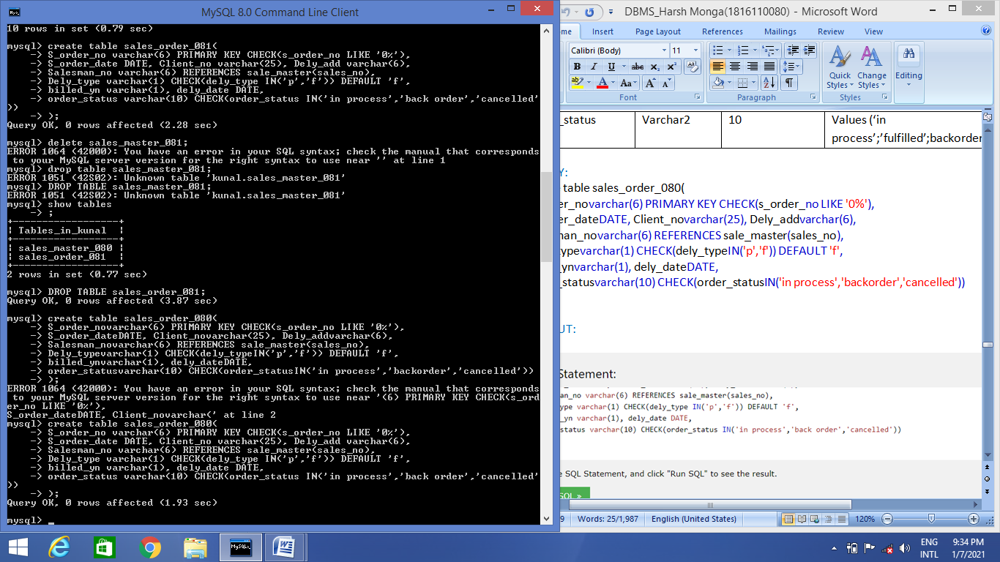 MySQL 8.0 Command Line Client
10 rows in set (0.79 sec)
mysql> create table sales_order_081(
-> S_order_no varchar(6) PRIMARY KEY CHECK(s_order_no LIKE '0%'),
-> S_order_date DATE, Client_no varchar(25), Dely_add varchar(6),
-> Salesman_no varchar(6) REFERENCES sale_master(sales_no),
-> Dely_type varchar(1) CHECK(dely_type IN('p','f')) DEFAULT 'f',
-> billed_yn varchar(1), dely_date DATE,
-> order_status varchar(10) CHECK(order_status IN('in process','back order','cancelled'
))
-> );
Query OK, 0 rows affected (2.28 sec)
mysql> delete sales_master_081;
ERROR 1064 (42000): You have an error in your SQL syntax; check the manual that corresponds
to your MySQL server version for the right syntax to use near '' at line 1
mysql> drop table sales_master_081;
ERROR 1051 (42S02): Unknown table 'kunal.sales_master_081'
mysql> DROP TABLE sales_master_081;
ERROR 1051 (42S02): Unknown table 'kunal.sales_master_081'
mysql> show tables
-> ;
+------------------+
| Tables_in_kunal  |
+------------------+
| sales_master_080 |
| sales_order_081  |
+------------------+
2 rows in set (0.77 sec)
mysql> DROP TABLE sales_order_081;
Query OK, 0 rows affected (3.87 sec)
mysql> create table sales_order_080(
-> S_order_novarchar(6) PRIMARY KEY CHECK(s_order_no LIKE '0%'),
-> S_order_dateDATE, Client_novarchar(25), Dely_addvarchar(6),
-> Salesman_novarchar(6) REFERENCES sale_master(sales_no),
-> Dely_typevarchar(1) CHECK(dely_typeIN('p','f')) DEFAULT 'f',
-> billed_ynvarchar(1), dely_dateDATE,
-> order_statusvarchar(10) CHECK(order_statusIN('in process','backorder','cancelled'))
-> );
ERROR 1064 (42000): You have an error in your SQL syntax; check the manual that corresponds
to your MySQL server version for the right syntax to use near '(6) PRIMARY KEY CHECK(s_ord
er_no LIKE '0%'),
S_order_dateDATE, Client_novarchar(' at line 2
mysql> create table sales_order_080(
-> S_order_no varchar(6) PRIMARY KEY CHECK(s_order_no LIKE '0%'),
-> S_order_date DATE, Client_no varchar(25), Dely_add varchar(6),
-> Salesman_no varchar(6) REFERENCES sale_master(sales_no),
-> Dely_type varchar(1) CHECK(dely_type IN('p','f')) DEFAULT 'f',
-> billed_yn varchar(1), dely_date DATE,
-> order_status varchar(10) CHECK(order_status IN('in process','back order','cancelled'
))
-> );
Query OK, 0 rows affected (1.93 sec)
mysql> _
DBMS_Harsh Monga(1816110080) - Microsoft Word
me Insert Page Layout References Mailings Review View
Calibri (Body) 11
B I U abc x₂ x²
ab A Aa A A
Quick Styles
Change Styles
Editing
Font Paragraph Styles
_status Varchar2 10 Values ('in
process';'fulfilled';backorder
Y:
table sales_order_080(
er_novarchar(6) PRIMARY KEY CHECK(s_order_no LIKE '0%'),
er_dateDATE, Client_novarchar(25), Dely_addvarchar(6),
man_novarchar(6) REFERENCES sale_master(sales_no),
typevarchar(1) CHECK(dely_typeIN('p','f')) DEFAULT 'f',
_ynvarchar(1), dely_dateDATE,
_statusvarchar(10) CHECK(order_statusIN('in process','backorder','cancelled'))
UT:
Statement:
an_no varchar(6) REFERENCES sale_master(sales_no),
ype varchar(1) CHECK(dely_type IN('p','f')) DEFAULT 'f',
_yn varchar(1), dely_date DATE,
status varchar(10) CHECK(order_status IN('in process','back order','cancelled'))
e SQL Statement, and click "Run SQL" to see the result.
SQL »
9 Words: 25/1,987 English (United States) 120%
MySQL
ENG
INTL
9:34 PM
1/7/2021